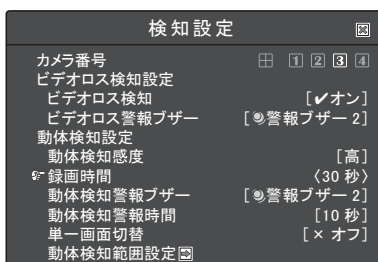 検知設定
カメラ番号 1 2 3 4
ビデオロス検知設定
ビデオロス検知 [✔オン]
ビデオロス警報ブザー [警報ブザー 2]
動体検知設定
動体検知感度 [高]
録画時間 〈30 秒〉
動体検知警報ブザー [警報ブザー 2]
動体検知警報時間 [10 秒]
単一画面切替 [× オフ]
動体検知範囲設定